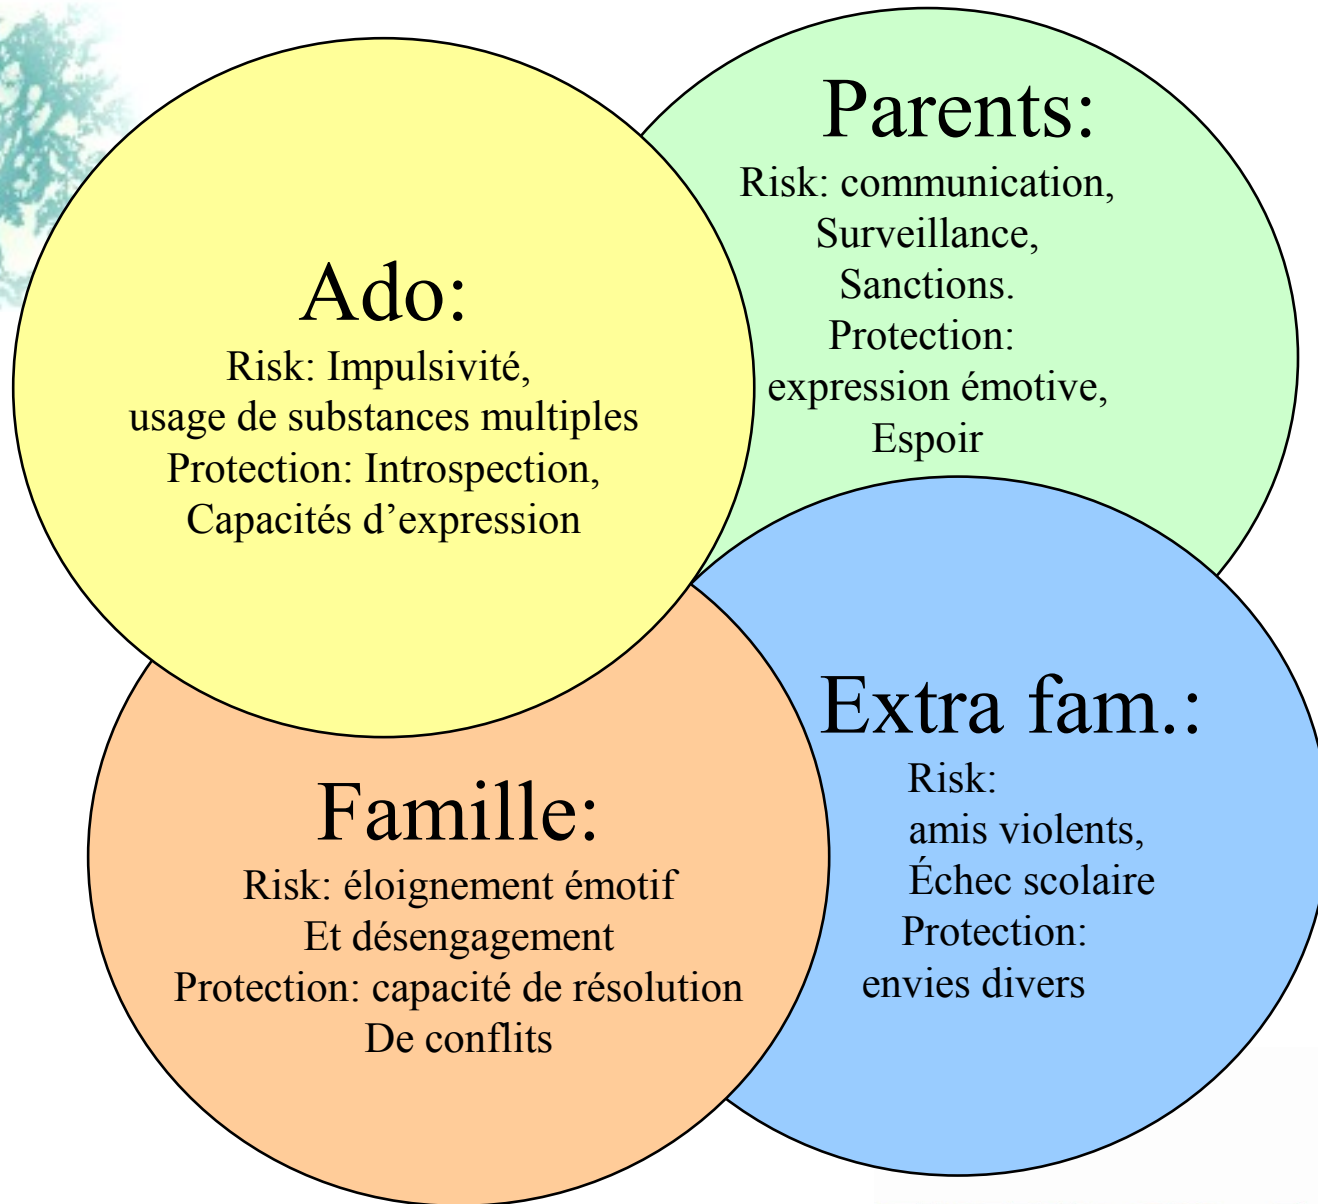 Ado:
Risk: Impulsivité,
usage de substances multiples
Protection: Introspection,
Capacités d’expression
Parents:
Risk: communication,
Surveillance,
Sanctions.
Protection:
expression émotive,
Espoir
Famille:
Risk: éloignement émotif
Et désengagement
Protection: capacité de résolution
De conflits
Extra fam.:
Risk:
amis violents,
Échec scolaire
Protection:
envies divers